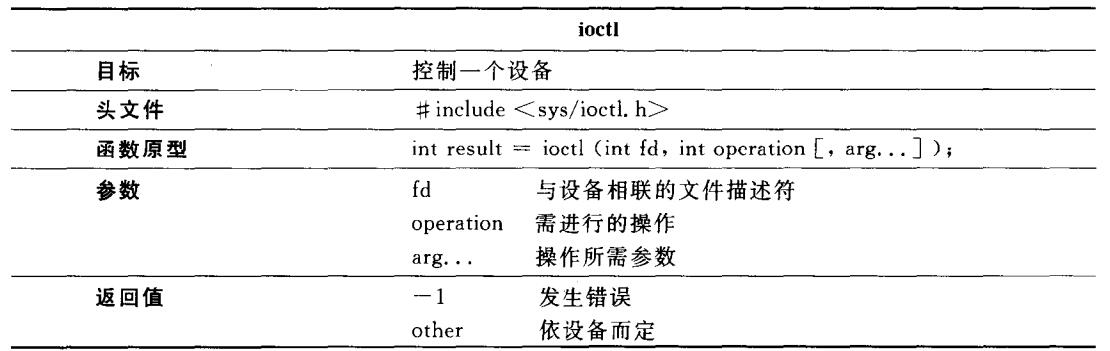 ioctl
目标 控制一个设备
头文件 #include <sys/ioctl.h>
函数原型 int result = ioctl (int fd, int operation [, arg...] );
参数 fd 与设备相联的文件描述符
operation 需进行的操作
arg... 操作所需参数
返回值 -1 发生错误
other 依设备而定